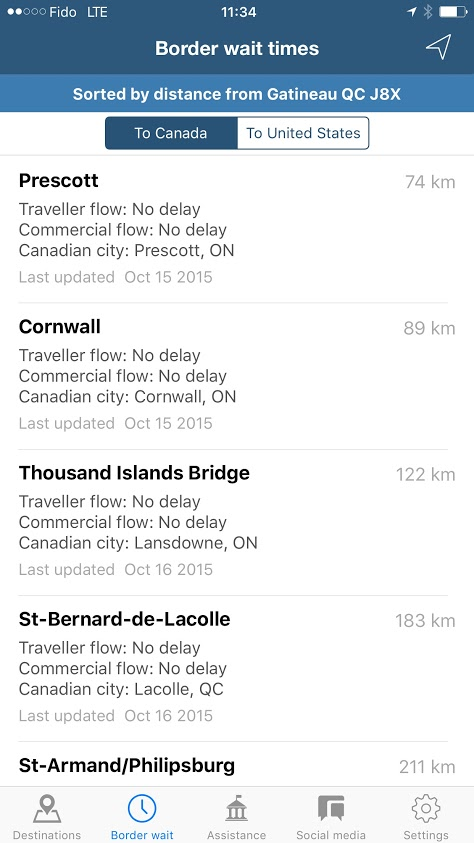 Fido LTE 11:34
Border wait times
Sorted by distance from Gatineau QC J8X
To Canada To United States
Prescott 74 km
Traveller flow: No delay
Commercial flow: No delay
Canadian city: Prescott, ON
Last updated Oct 15 2015
Cornwall 89 km
Traveller flow: No delay
Commercial flow: No delay
Canadian city: Cornwall, ON
Last updated Oct 15 2015
Thousand Islands Bridge 122 km
Traveller flow: No delay
Commercial flow: No delay
Canadian city: Lansdowne, ON
Last updated Oct 16 2015
St-Bernard-de-Lacolle 183 km
Traveller flow: No delay
Commercial flow: No delay
Canadian city: Lacolle, QC
Last updated Oct 16 2015
St-Armand/Philipsburg 211 km
Destinations Border wait Assistance Social media Settings